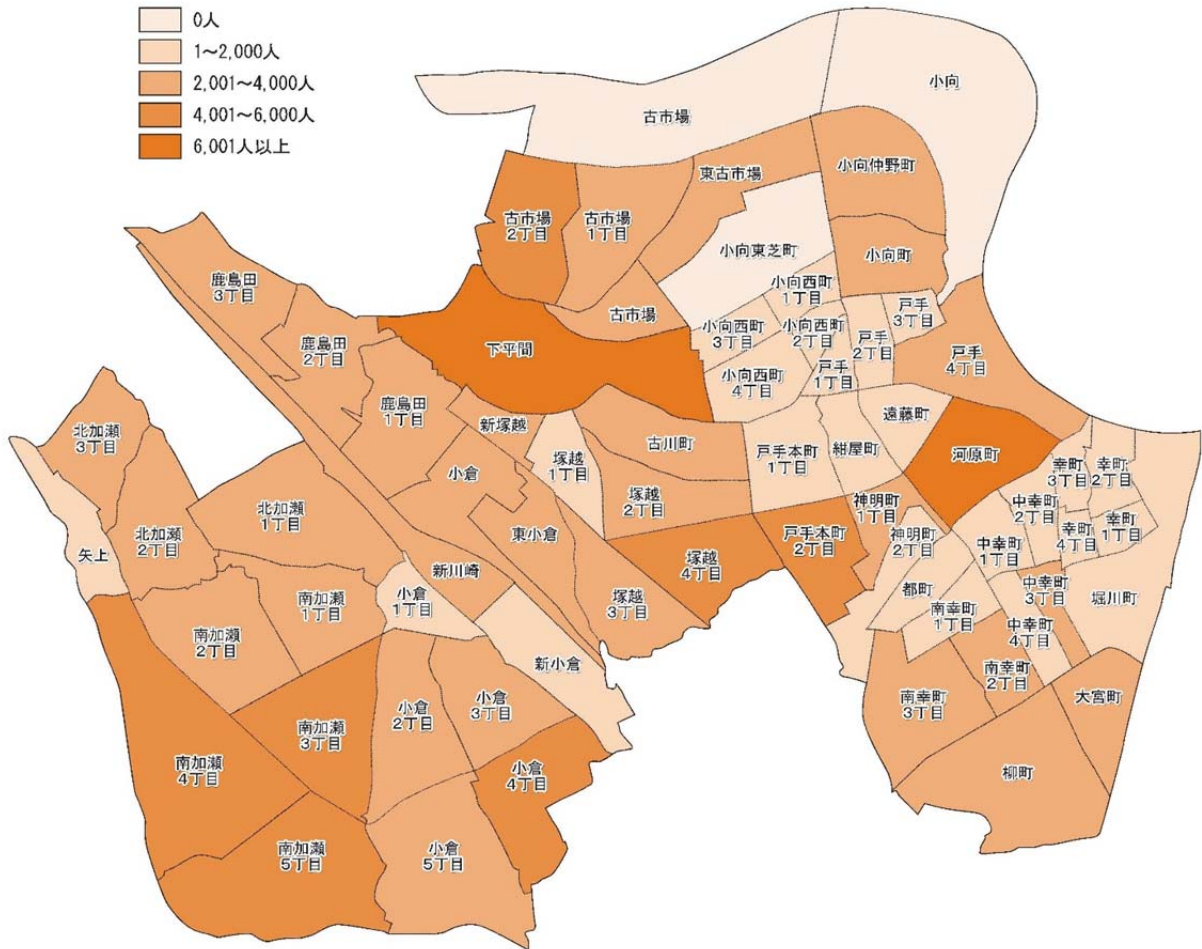 0人
1～2,000人
2,001～4,000人
4,001～6,000人
6,001人以上
小向
古市場
東古市場
小向仲野町
古市場
2丁目
古市場
1丁目
小向東芝町
小向町
小向西町
1丁目
鹿島田
3丁目
古市場
戸手
3丁目
小向西町
3丁目
小向西町
2丁目
戸手
2丁目
鹿島田
2丁目
下平間
戸手
4丁目
小向西町
4丁目
戸手
1丁目
鹿島田
1丁目
新塚越
遠藤町
北加瀬
3丁目
古川町
戸手本町
1丁目
紺屋町
河原町
塚越
1丁目
小倉
幸町
3丁目
幸町
2丁目
塚越
2丁目
神明町
1丁目
中幸町
2丁目
北加瀬
1丁目
北加瀬
2丁目
東小倉
戸手本町
2丁目
神明町
2丁目
幸町
4丁目
幸町
1丁目
矢上
塚越
4丁目
中幸町
1丁目
新川崎
都町
中幸町
3丁目
堀川町
南加瀬
1丁目
小倉
1丁目
塚越
3丁目
南幸町
1丁目
南加瀬
2丁目
中幸町
4丁目
新小倉
南幸町
2丁目
大宮町
小倉
2丁目
小倉
3丁目
南幸町
3丁目
南加瀬
3丁目
南加瀬
4丁目
小倉
4丁目
柳町
南加瀬
5丁目
小倉
5丁目